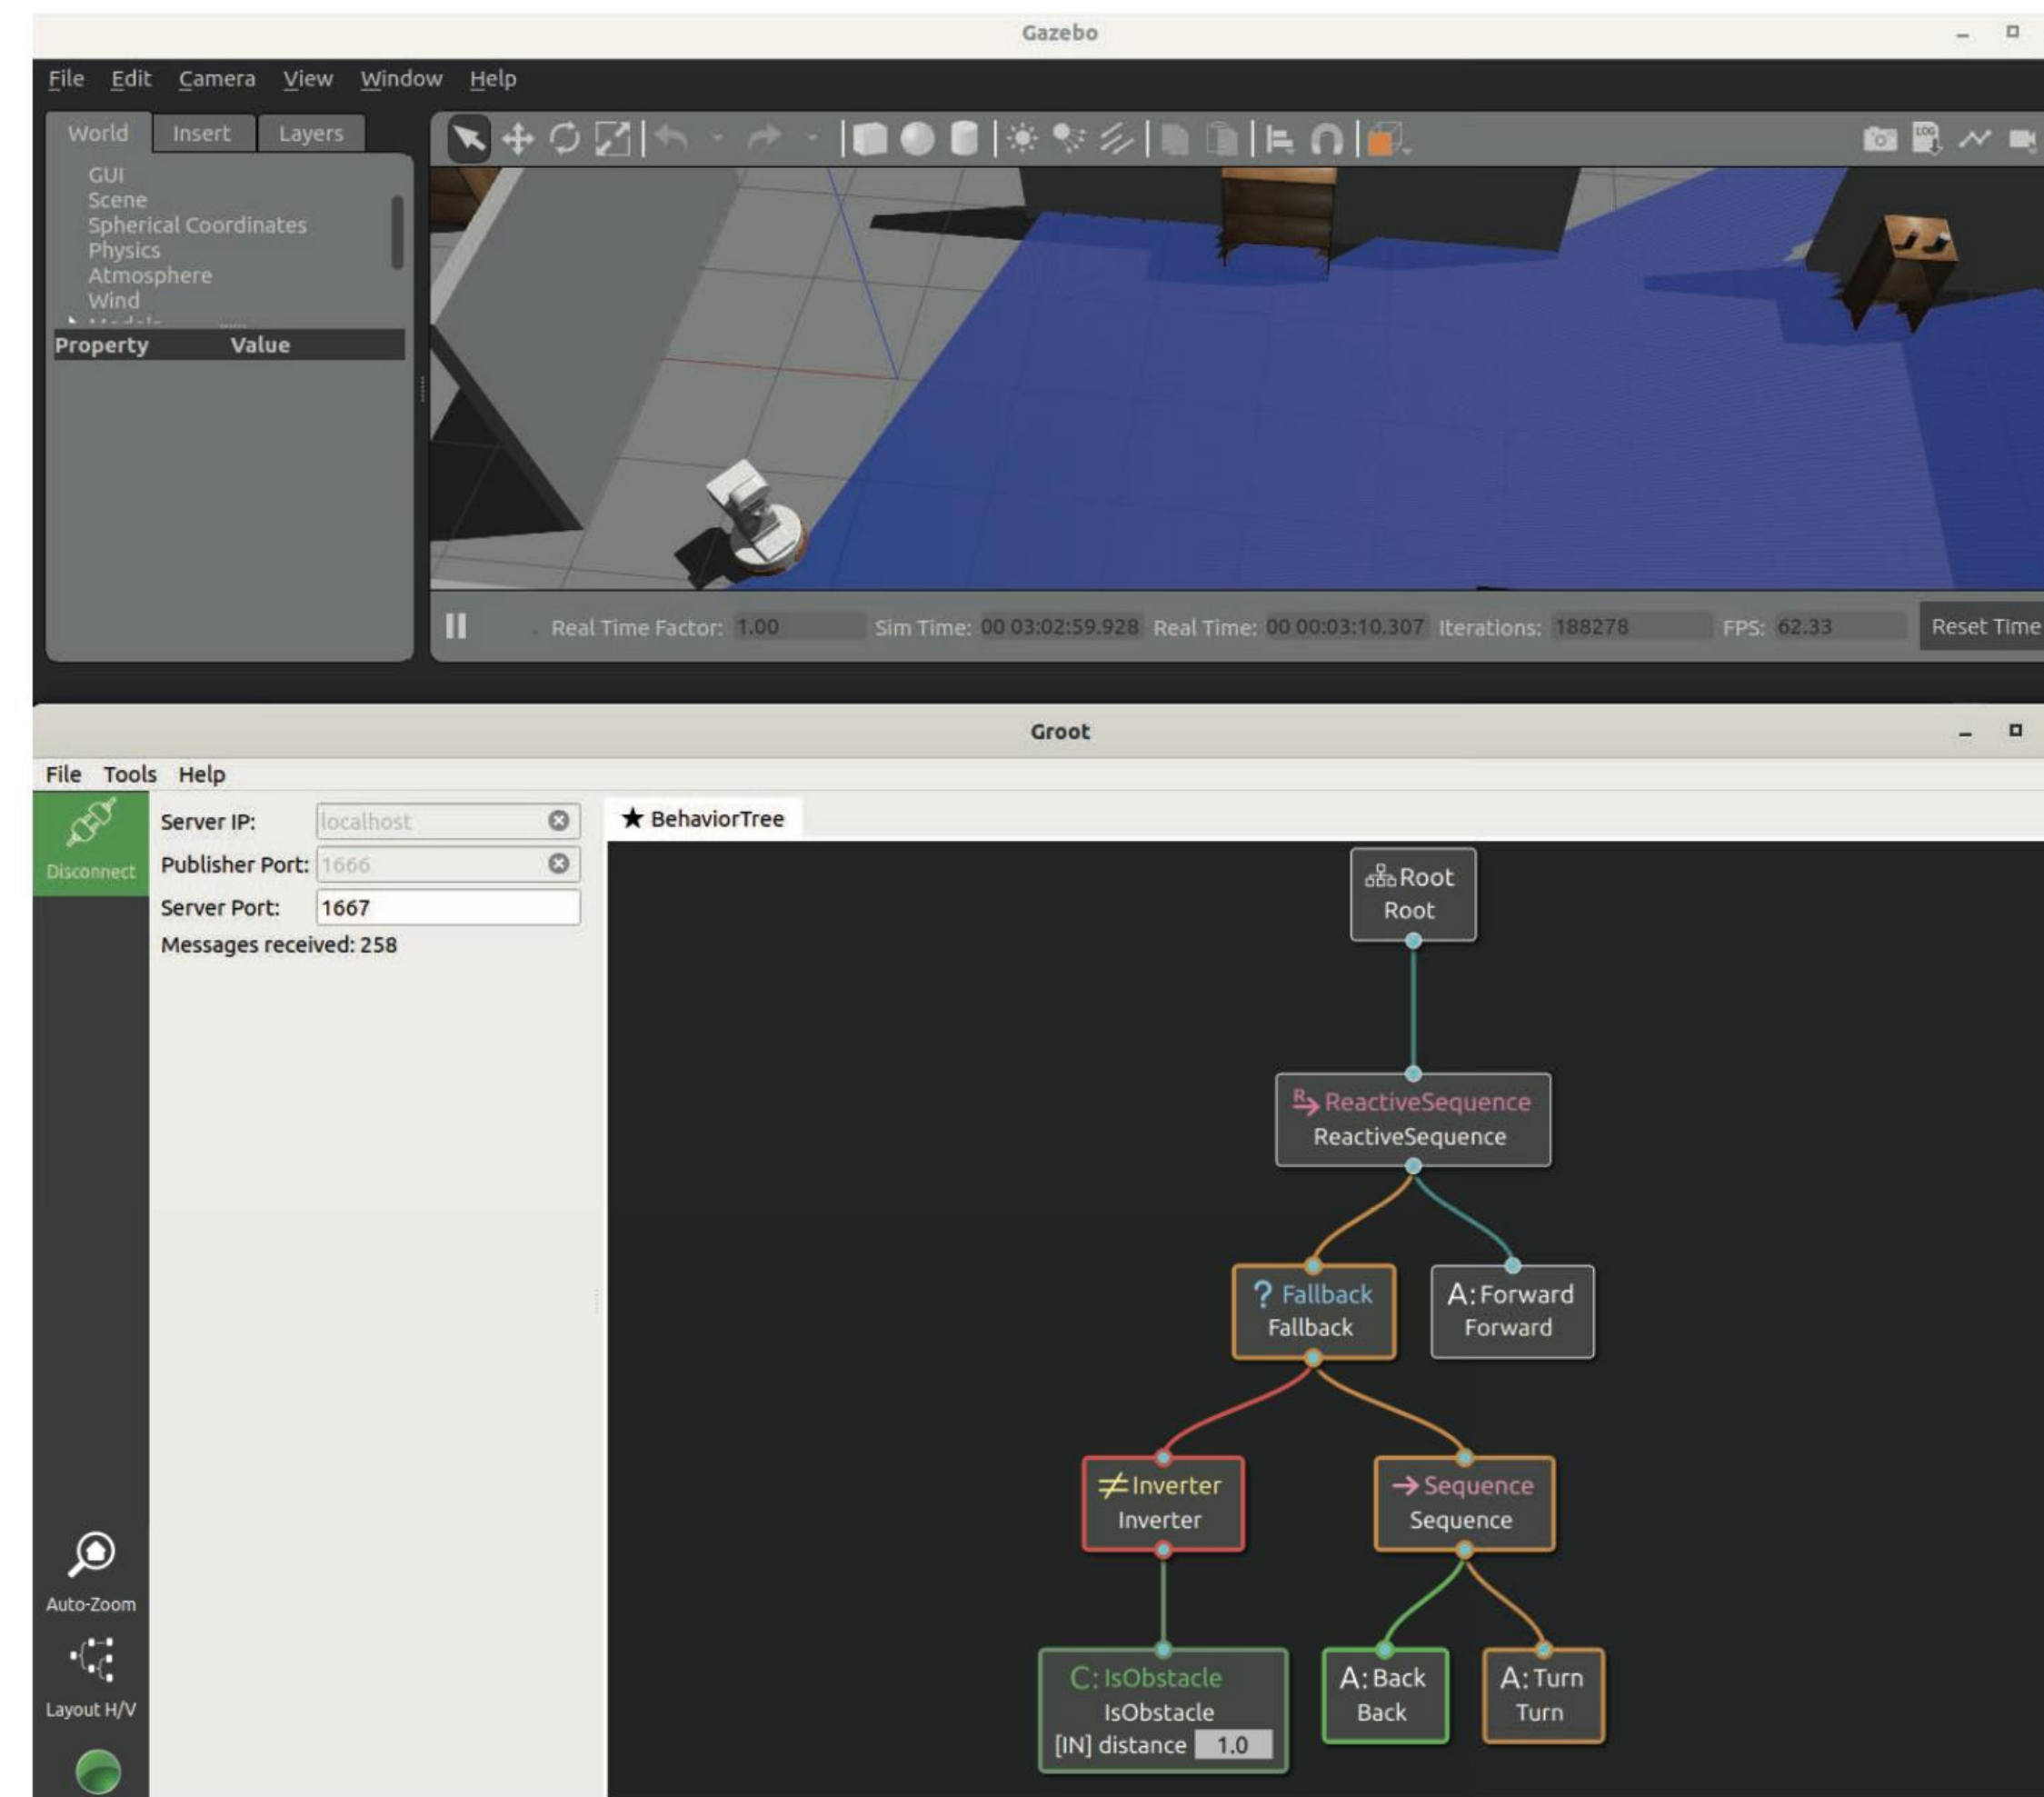 Gazebo
File Edit Camera View Window Help
World Insert Layers
GUI
Scene
Spherical Coordinates
Physics
Atmosphere
Wind
Property Value
LOG
Real Time Factor: 1.00 Sim Time: 00 03:02:59.928 Real Time: 00 00:03:10.307 Iterations: 188278 FPS: 62.33 Reset Time
Groot
File Tools Help
Disconnect
Server IP: localhost
Publisher Port: 1666
Server Port: 1667
Messages received: 258
Auto-Zoom
Layout H/V
★ BehaviorTree
Root
Root
R ReactiveSequence
ReactiveSequence
? Fallback
Fallback
A: Forward
Forward
≠ Inverter
Inverter
→ Sequence
Sequence
C: IsObstacle
IsObstacle
[IN] distance 1.0
A: Back
Back
A: Turn
Turn